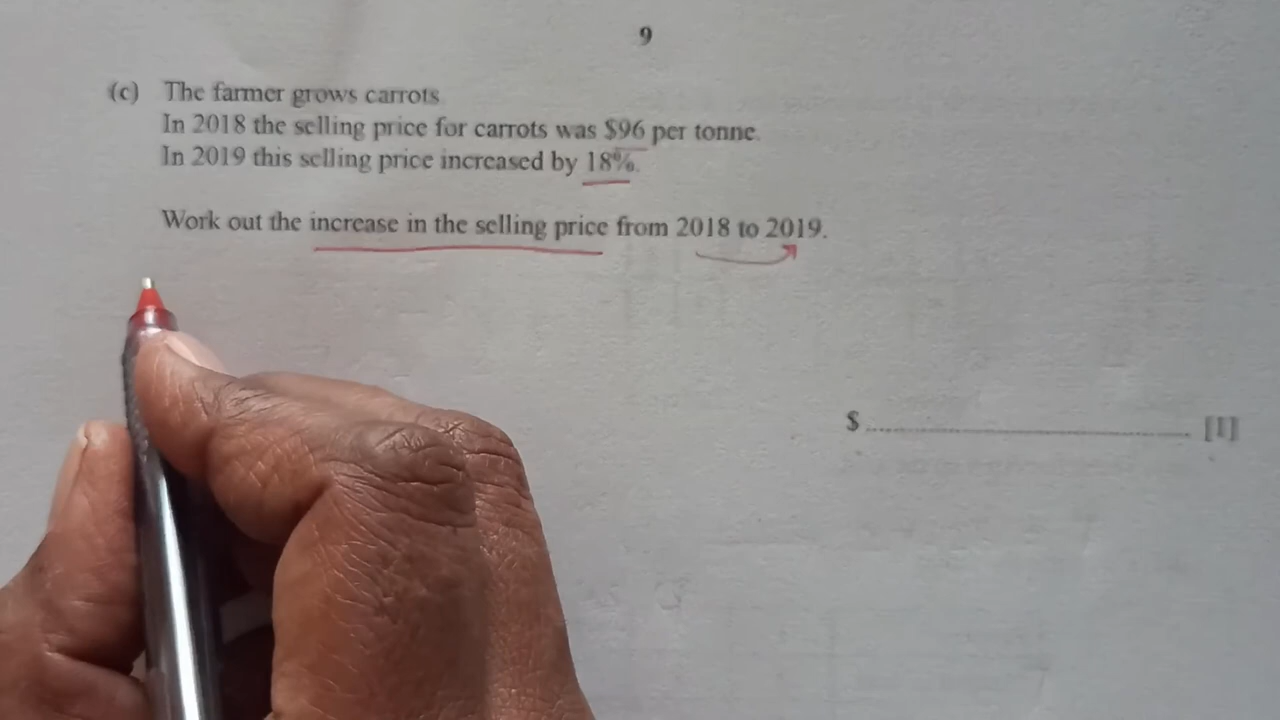 9
(c) The farmer grows carrots
In 2018 the selling price for carrots was $96 per tonne.
In 2019 this selling price increased by 18%.
Work out the increase in the selling price from 2018 to 2019.
$ ................................................ [1]